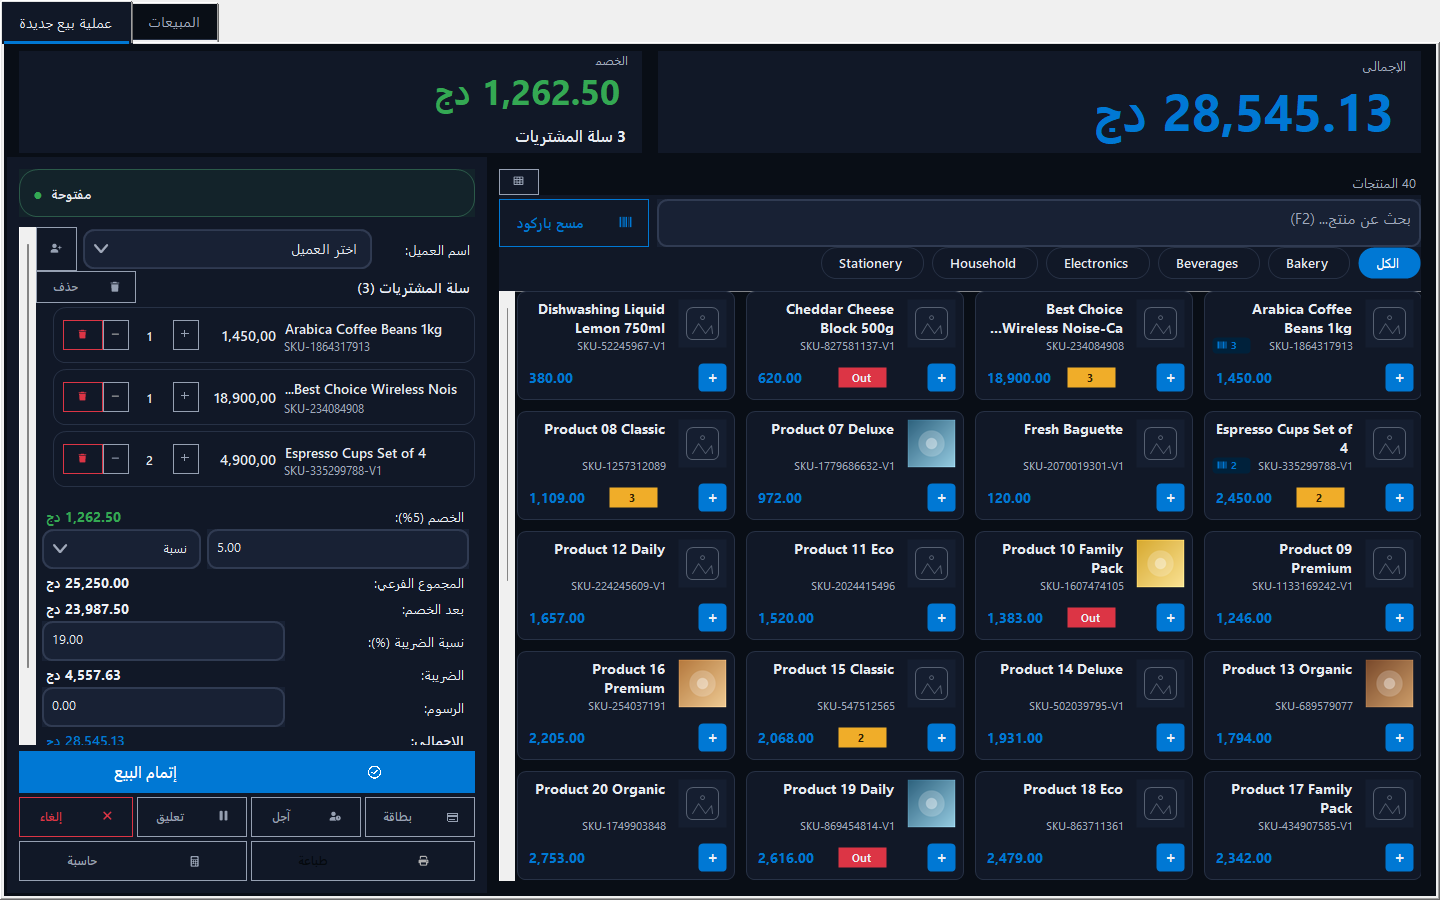 عملية بيع جديدة
المبيعات
الإجمالي
28,545.13 دج
الخصم
1,262.50 دج
3 سلة المشتريات
مفتوحة
اسم العميل:
اختر العميل
سلة المشتريات (3)
حذف
Arabica Coffee Beans 1kg
SKU-1864317913
1,450,00
+
1
−
...Best Choice Wireless Nois
SKU-234084908
18,900,00
+
1
−
Espresso Cups Set of 4
SKU-335299788-V1
4,900,00
+
2
−
الخصم (5%):
1,262.50 دج
5.00
نسبة
المجموع الفرعي:
25,250.00 دج
بعد الخصم:
23,987.50 دج
نسبة الضريبة (%):
19.00
الضريبة:
4,557.63 دج
الرسوم:
0.00
الإجمالي:
28,545.13 دج
إتمام البيع
بطاقة
آجل
تعليق
إلغاء
طباعة
حاسبة
40 المنتجات
بحث عن منتج... (F2)
مسح باركود
الكل
Bakery
Beverages
Electronics
Household
Stationery
Arabica Coffee
Beans 1kg
SKU-1864317913
3
1,450.00
+
Best Choice
...Wireless Noise-Ca
SKU-234084908
18,900.00
3
+
Cheddar Cheese
Block 500g
SKU-827581137-V1
620.00
Out
+
Dishwashing Liquid
Lemon 750ml
SKU-52245967-V1
380.00
+
Espresso Cups Set of
4
SKU-335299788-V1
2
2,450.00
2
+
Fresh Baguette
SKU-2070019301-V1
120.00
+
Product 07 Deluxe
SKU-1779686632-V1
972.00
+
Product 08 Classic
SKU-1257312089
1,109.00
3
+
Product 09
Premium
SKU-1133169242-V1
1,246.00
+
Product 10 Family
Pack
SKU-1607474105
1,383.00
Out
+
Product 11 Eco
SKU-2024415496
1,520.00
+
Product 12 Daily
SKU-224245609-V1
1,657.00
+
Product 13 Organic
SKU-689579077
1,794.00
+
Product 14 Deluxe
SKU-502039795-V1
1,931.00
+
Product 15 Classic
SKU-547512565
2,068.00
2
+
Product 16
Premium
SKU-254037191
2,205.00
+
Product 17 Family
Pack
SKU-434907585-V1
2,342.00
+
Product 18 Eco
SKU-863711361
2,479.00
+
Product 19 Daily
SKU-869454814-V1
2,616.00
Out
+
Product 20 Organic
SKU-1749903848
2,753.00
+